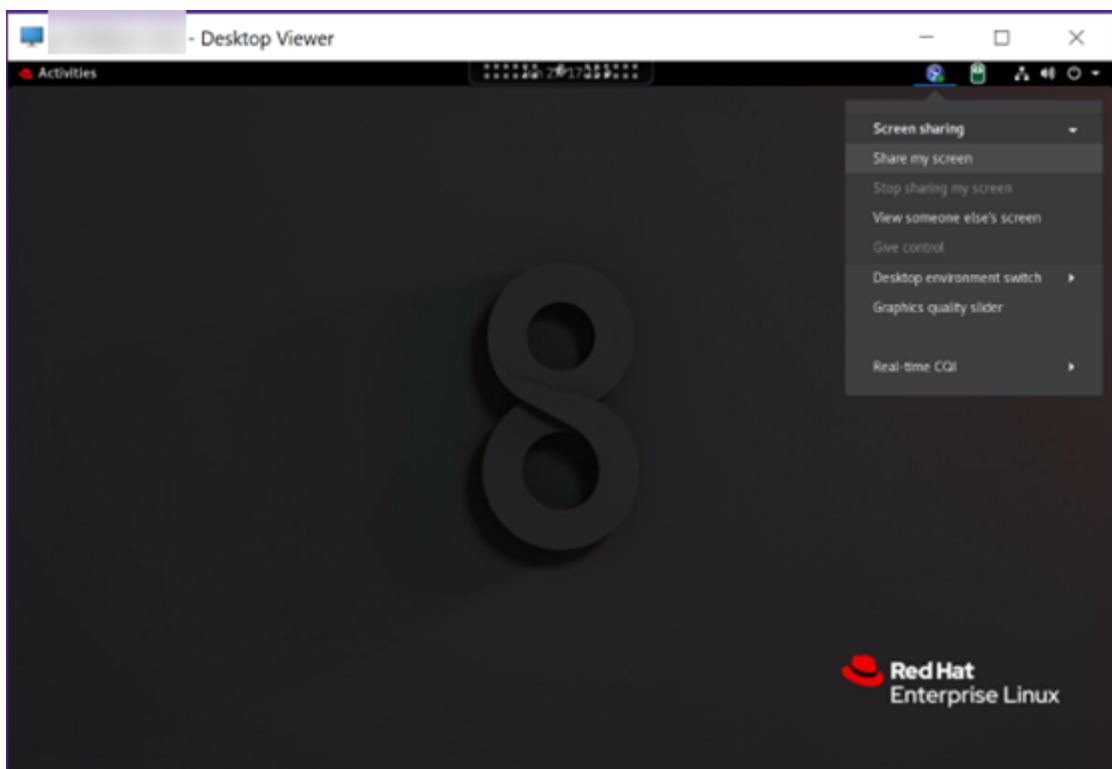 - Desktop Viewer
Activities
Screen sharing
Share my screen
Stop sharing my screen
View someone else's screen
Give control
Desktop environment switch
Graphics quality slider
Real-time CQI
8
Red Hat
Enterprise Linux